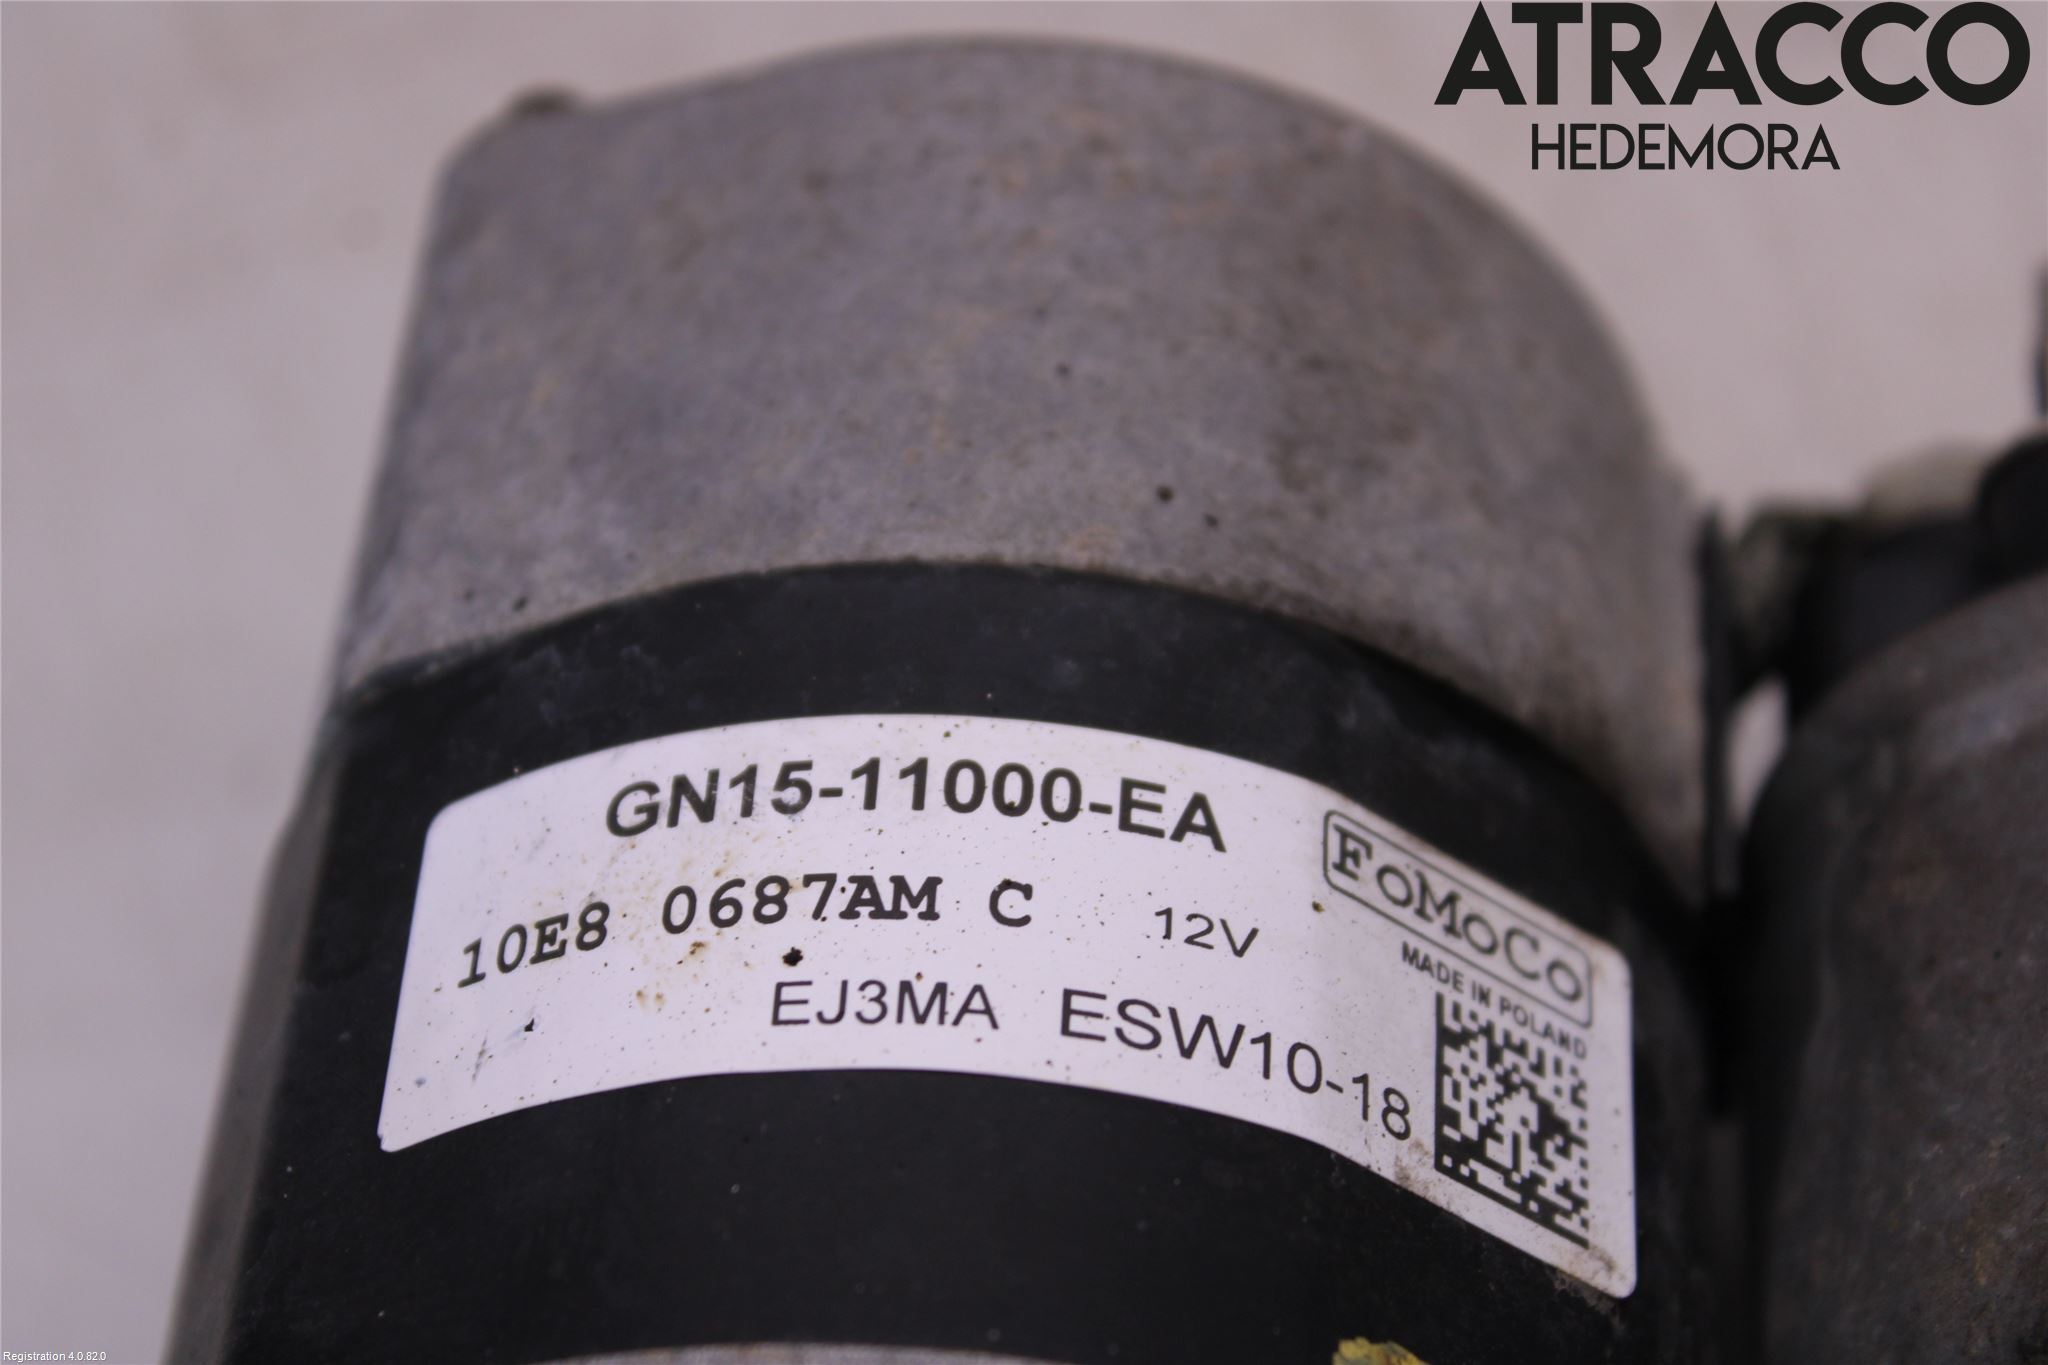 ATRACCO
HEDEMORA
GN15-11000-EA
FoMoCo
10E8 0687AM C 12V
MADE IN POLAND
EJ3MA ESW10-18
Registration 4.0.82.0